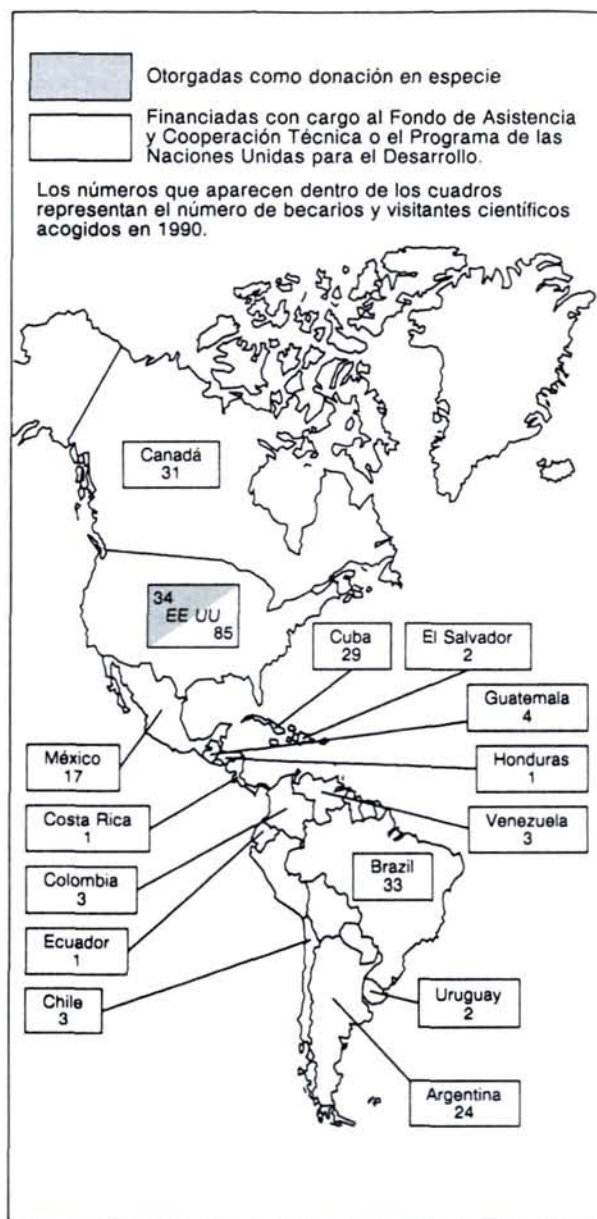 Otorgadas como donación en especie
Financiadas con cargo al Fondo de Asistencia
y Cooperación Técnica o el Programa de las
Naciones Unidas para el Desarrollo.
Los números que aparecen dentro de los cuadros
representan el número de becarios y visitantes científicos
acogidos en 1990.
Canadá
31
34
EE UU
85
Cuba
29
El Salvador
2
Guatemala
4
México
17
Honduras
1
Costa Rica
1
Venezuela
3
Colombia
3
Brazil
33
Ecuador
1
Chile
3
Uruguay
2
Argentina
24